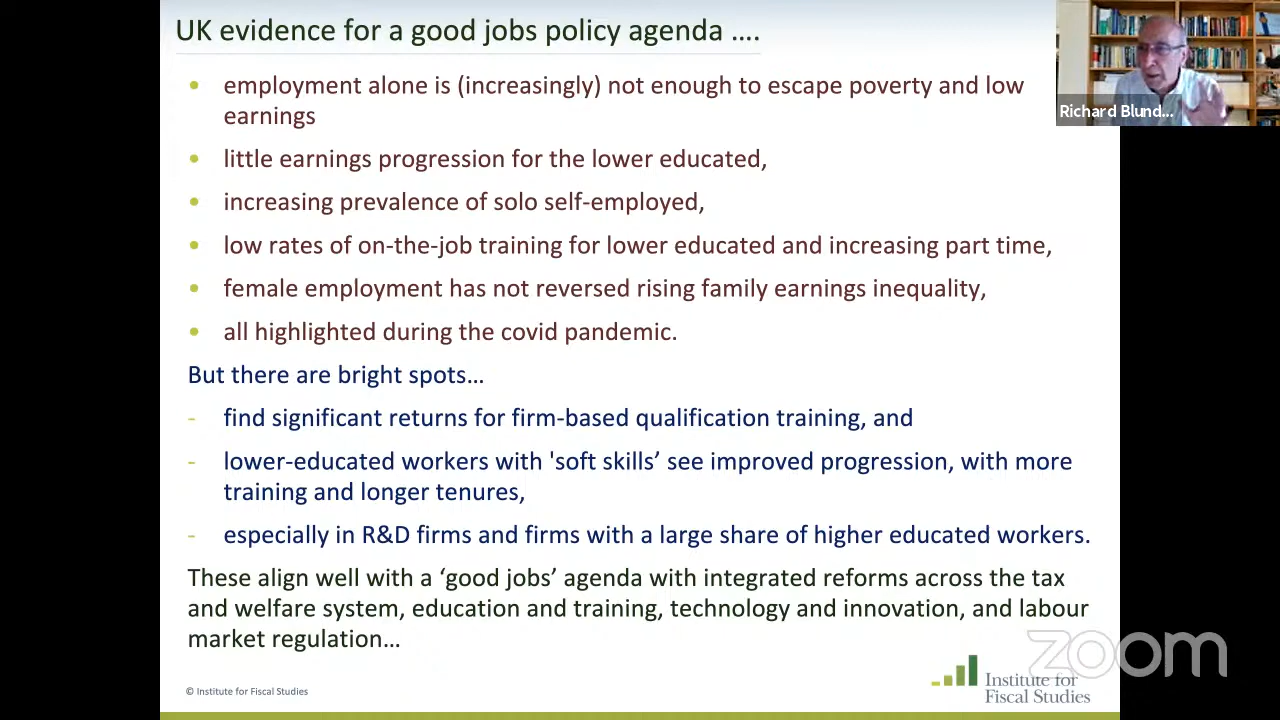 UK evidence for a good jobs policy agenda ….
Richard Blund...
• employment alone is (increasingly) not enough to escape poverty and low
earnings
• little earnings progression for the lower educated,
• increasing prevalence of solo self-employed,
• low rates of on-the-job training for lower educated and increasing part time,
• female employment has not reversed rising family earnings inequality,
• all highlighted during the covid pandemic.
But there are bright spots…
- find significant returns for firm-based qualification training, and
- lower-educated workers with 'soft skills’ see improved progression, with more
training and longer tenures,
- especially in R&D firms and firms with a large share of higher educated workers.
These align well with a ‘good jobs’ agenda with integrated reforms across the tax
and welfare system, education and training, technology and innovation, and labour
market regulation…
zoom
© Institute for Fiscal Studies
Institute for
Fiscal Studies